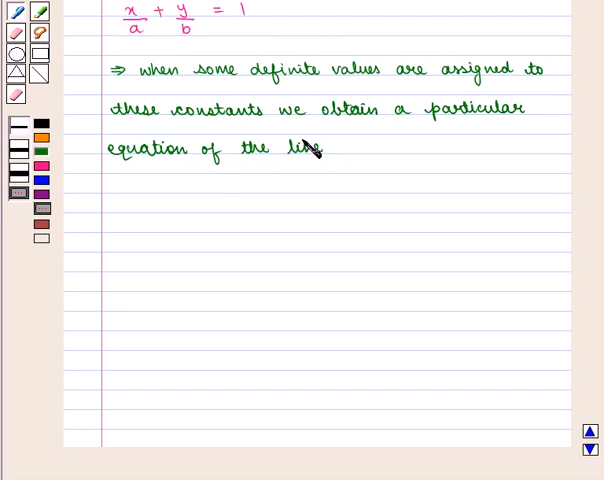 x/a + y/b = 1
⇒ when some definite values are assigned to
these constants we obtain a particular
equation of the line